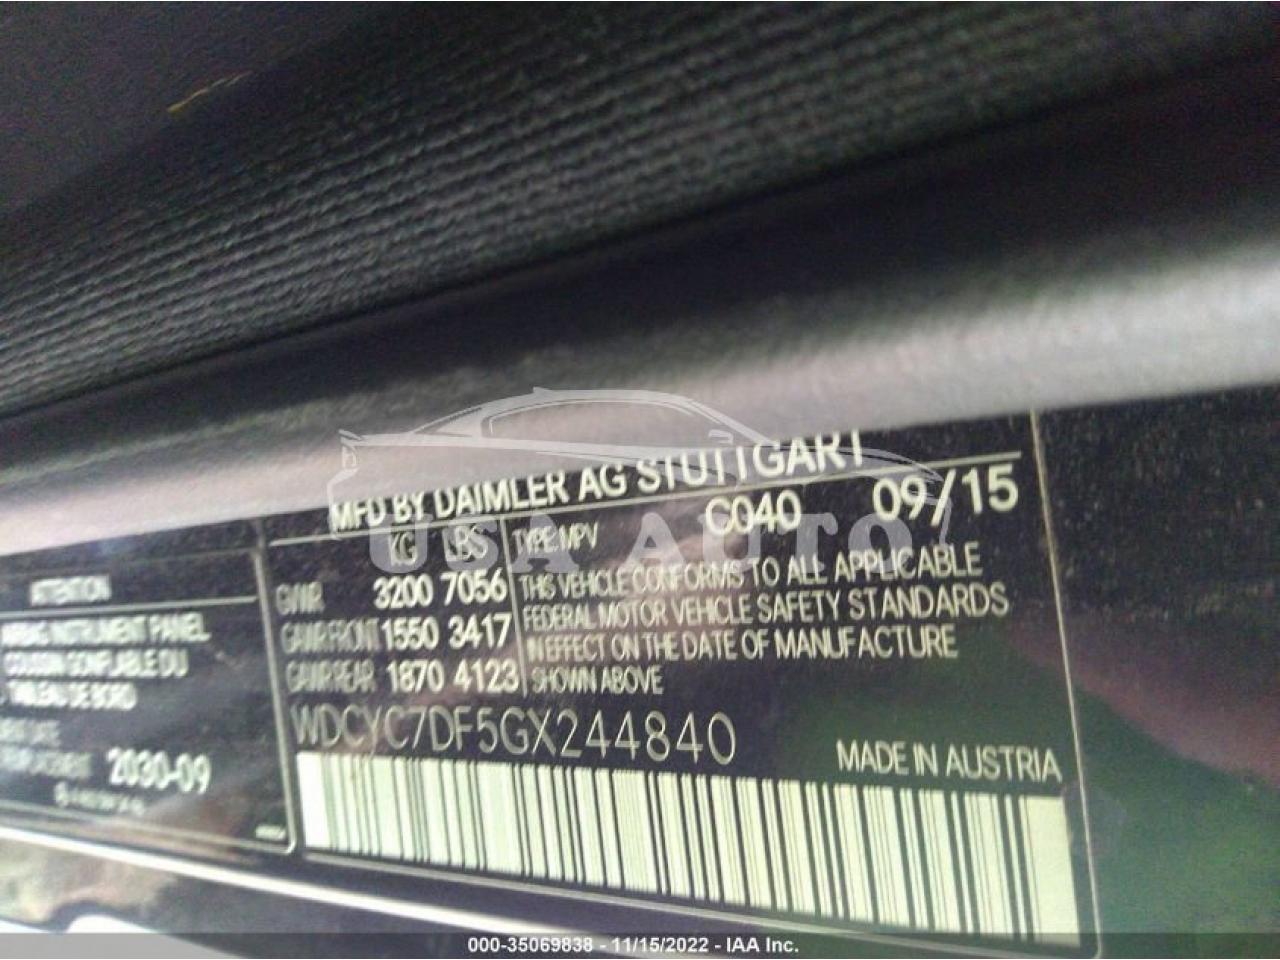 MFD BY DAIMLER AG STUTTGART
KG LBS
TYPE: MPV C040 09/15
GVWR 3200 7056
GAWR FRONT 1550 3417
GAWR REAR 1870 4123
THIS VEHICLE CONFORMS TO ALL APPLICABLE
FEDERAL MOTOR VEHICLE SAFETY STANDARDS
IN EFFECT ON THE DATE OF MANUFACTURE
SHOWN ABOVE
WDCYC7DF5GX244840
MADE IN AUSTRIA
ATTENTION
AIRBAG INSTRUMENT PANEL
COUSSIN GONFLABLE DU
TABLEAU DE BORD
DATE
REPLACEMENT 2030-09
USA AUTO
000-35069838 - 11/15/2022 - IAA Inc.